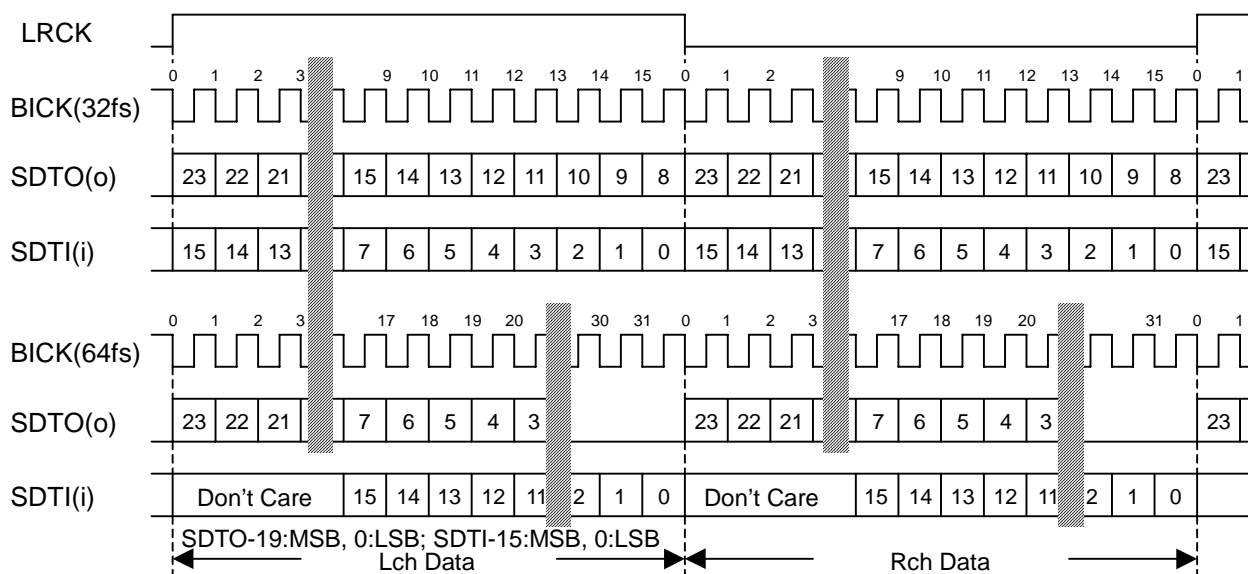 LRCK
0 1 2 3 9 10 11 12 13 14 15 0 1 2 9 10 11 12 13 14 15 0 1
BICK(32fs)
SDTO(o) 23 22 21 15 14 13 12 11 10 9 8 23 22 21 15 14 13 12 11 10 9 8 23
SDTI(i) 15 14 13 7 6 5 4 3 2 1 0 15 14 13 7 6 5 4 3 2 1 0 15
0 1 2 3 17 18 19 20 30 31 0 1 2 3 17 18 19 20 31 0 1
BICK(64fs)
SDTO(o) 23 22 21 7 6 5 4 3 23 22 21 7 6 5 4 3 23
SDTI(i) Don't Care 15 14 13 12 11 2 1 0 Don't Care 15 14 13 12 11 2 1 0
SDTO-19:MSB, 0:LSB; SDTI-15:MSB, 0:LSB
Lch Data Rch Data